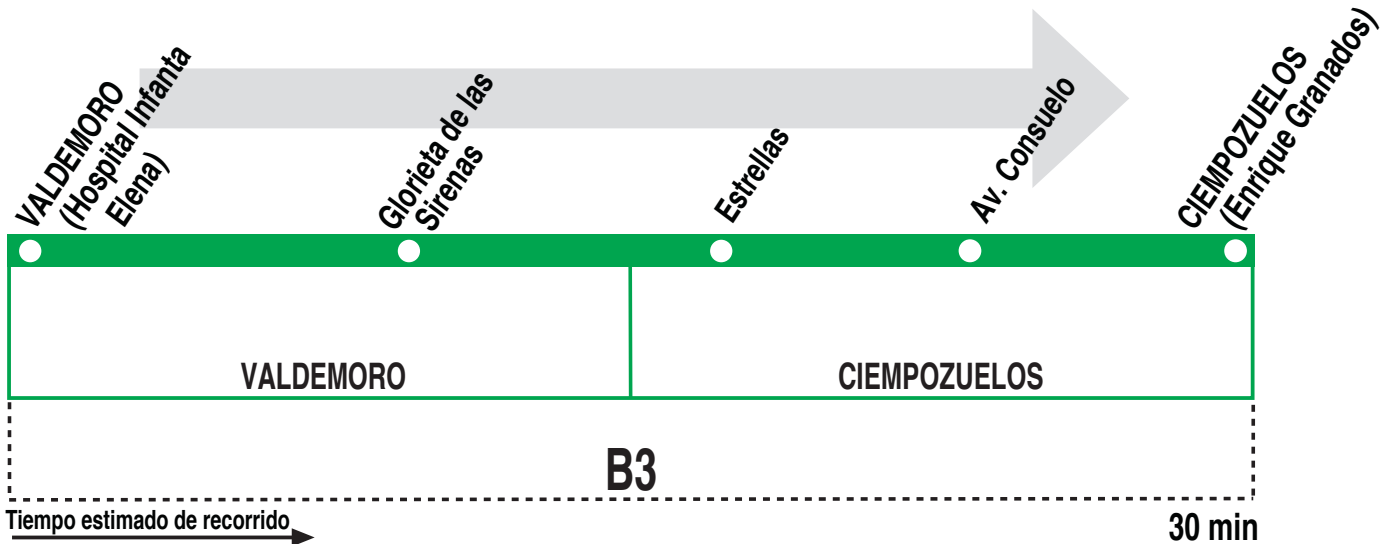 VALDEMORO
(Hospital Infanta
Elena)
Glorieta de las
Sirenas
Estrellas
Av. Consuelo
CIEMPOZUELOS
(Enrique Granados)
VALDEMORO
CIEMPOZUELOS
B3
Tiempo estimado de recorrido
30 min